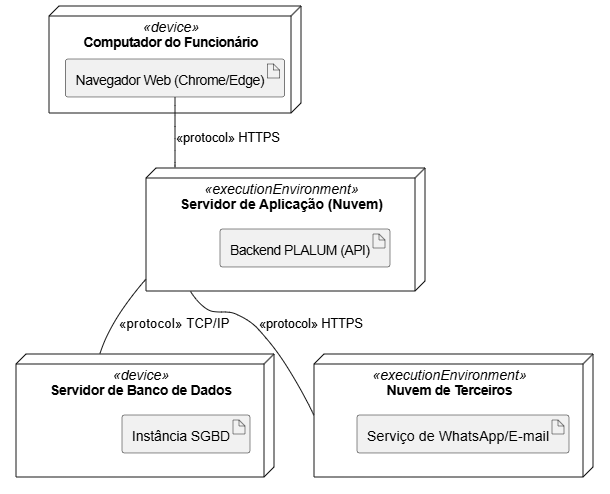 «device»
Computador do Funcionário
Navegador Web (Chrome/Edge)
«protocol» HTTPS
«executionEnvironment»
Servidor de Aplicação (Nuvem)
Backend PLALUM (API)
«protocol» TCP/IP
«protocol» HTTPS
«device»
Servidor de Banco de Dados
Instância SGBD
«executionEnvironment»
Nuvem de Terceiros
Serviço de WhatsApp/E-mail